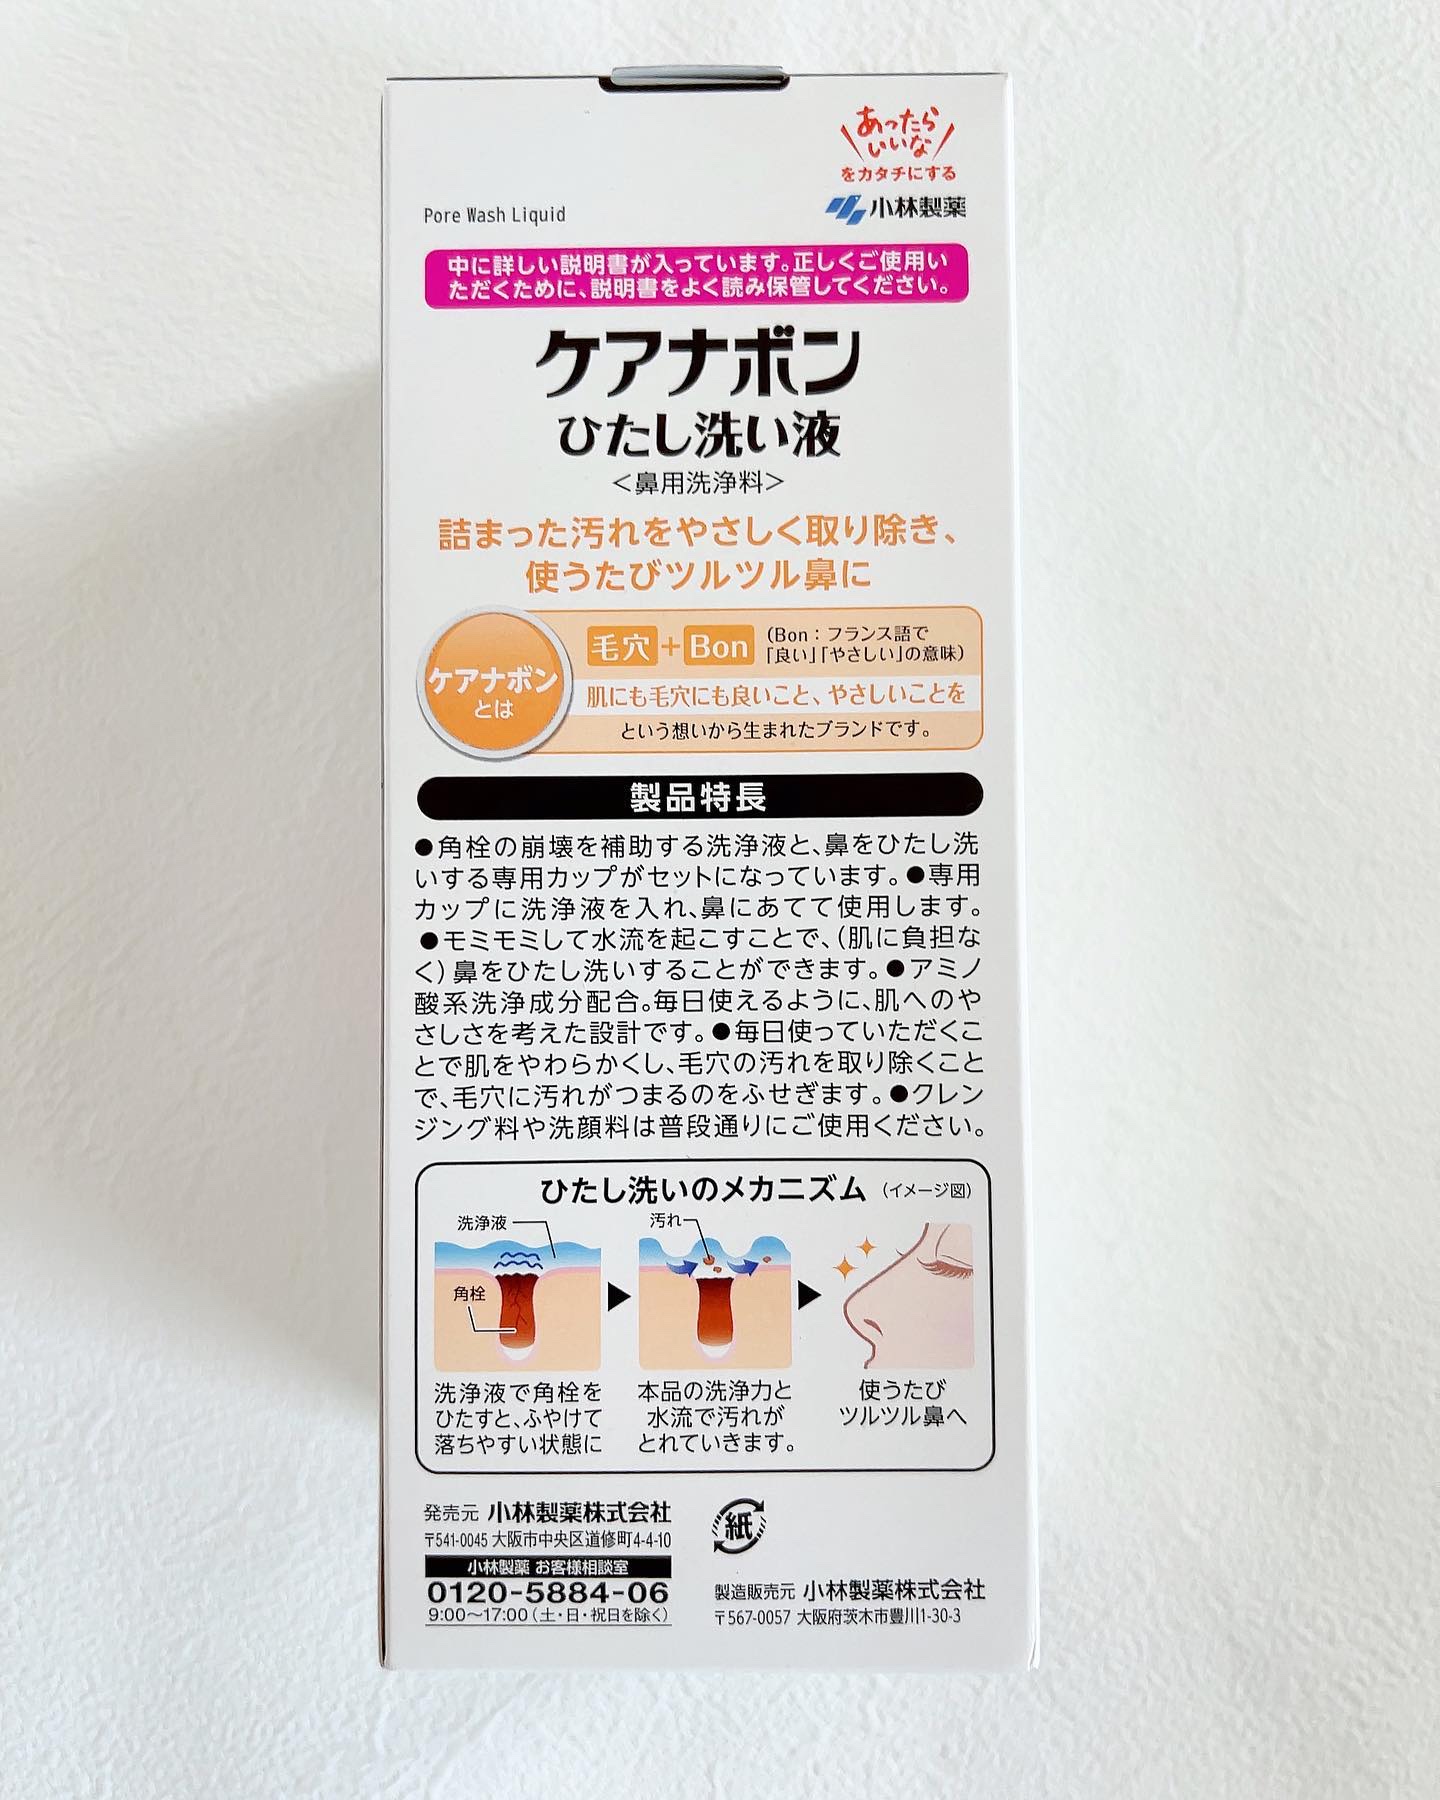 あったら
いいな
をカタチにする
Pore Wash Liquid
小林製薬
中に詳しい説明書が入っています。正しくご使用い
ただくために、説明書をよく読み保管してください。
ケアナボン
ひたし洗い液
＜鼻用洗浄料＞
詰まった汚れをやさしく取り除き、
使うたびツルツル鼻に
ケアナボン
とは
毛穴+Bon
(Bon：フランス語で
「良い」「やさしい」の意味)
肌にも毛穴にも良いこと、やさしいことを
という想いから生まれたブランドです。
製品特長
●角栓の崩壊を補助する洗浄液と、鼻をひたし洗
いする専用カップがセットになっています。●専用
カップに洗浄液を入れ、鼻にあてて使用します。
●モミモミして水流を起こすことで、(肌に負担な
く)鼻をひたし洗いすることができます。●アミノ
酸系洗浄成分配合。毎日使えるように、肌へのや
さしさを考えた設計です。●毎日使っていただくこ
とで肌をやわらかくし、毛穴の汚れを取り除くこと
で、毛穴に汚れがつまるのをふせぎます。●クレン
ジング料や洗顔料は普段通りにご使用ください。
ひたし洗いのメカニズム (イメージ図)
洗浄液
角栓
汚れ
洗浄液で角栓を
ひたすと、ふやけて
落ちやすい状態に
本品の洗浄力と
水流で汚れが
とれていきます。
使うたび
ツルツル鼻へ
発売元 小林製薬株式会社
〒541-0045 大阪市中央区道修町4-4-10
小林製薬 お客様相談室
0120-5884-06
9:00～17:00(土・日・祝日を除く)
紙
製造販売元 小林製薬株式会社
〒567-0057 大阪府茨木市豊川1-30-3